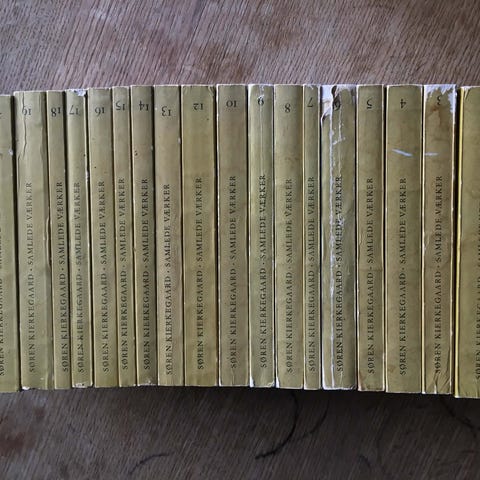 SØREN KIERKEGAARD · SAMLEDE VÆRKER 19
SØREN KIERKEGAARD · SAMLEDE VÆRKER 18
SØREN KIERKEGAARD · SAMLEDE VÆRKER 17
SØREN KIERKEGAARD · SAMLEDE VÆRKER 16
SØREN KIERKEGAARD · SAMLEDE VÆRKER 15
SØREN KIERKEGAARD · SAMLEDE VÆRKER 14
SØREN KIERKEGAARD · SAMLEDE VÆRKER 13
SØREN KIERKEGAARD · SAMLEDE VÆRKER 12
SØREN KIERKEGAARD · SAMLEDE VÆRKER 10
SØREN KIERKEGAARD · SAMLEDE VÆRKER 9
SØREN KIERKEGAARD · SAMLEDE VÆRKER 8
SØREN KIERKEGAARD · SAMLEDE VÆRKER 7
SØREN KIERKEGAARD · SAMLEDE VÆRKER 6
SØREN KIERKEGAARD · SAMLEDE VÆRKER 5
SØREN KIERKEGAARD · SAMLEDE VÆRKER 4
SØREN KIERKEGAARD · SAMLEDE VÆRKER 3